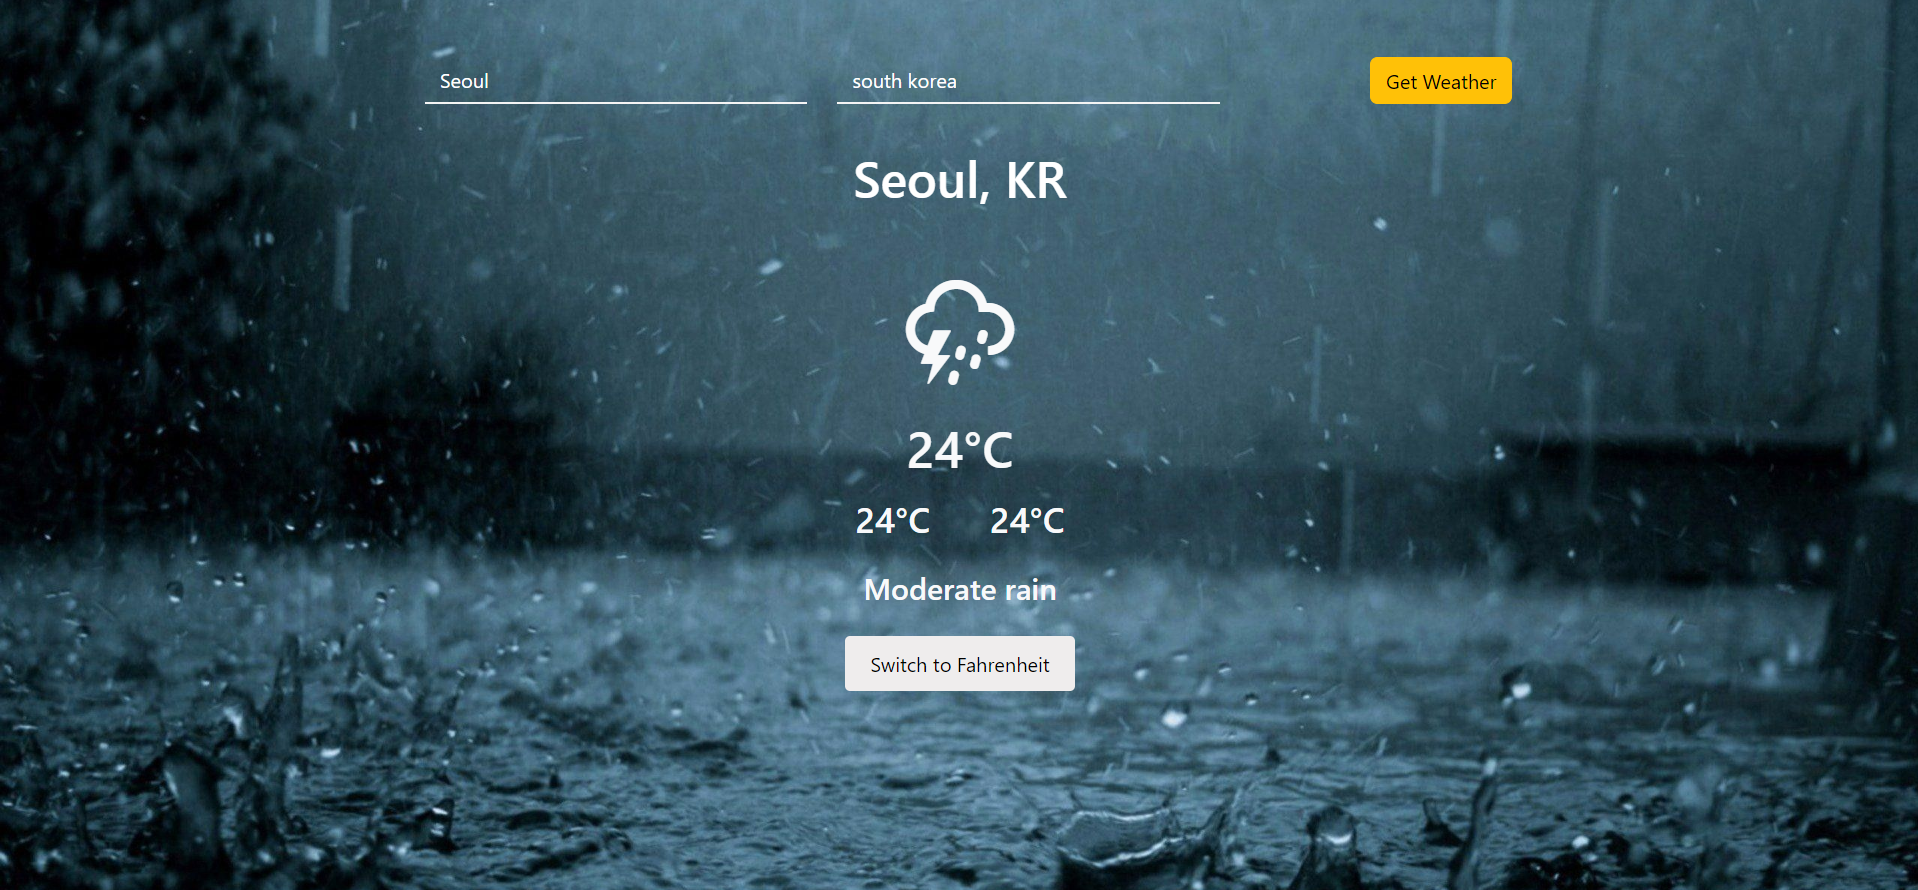 Seoul
south korea
Get Weather
Seoul, KR
24°C
24°C
24°C
Moderate rain
Switch to Fahrenheit